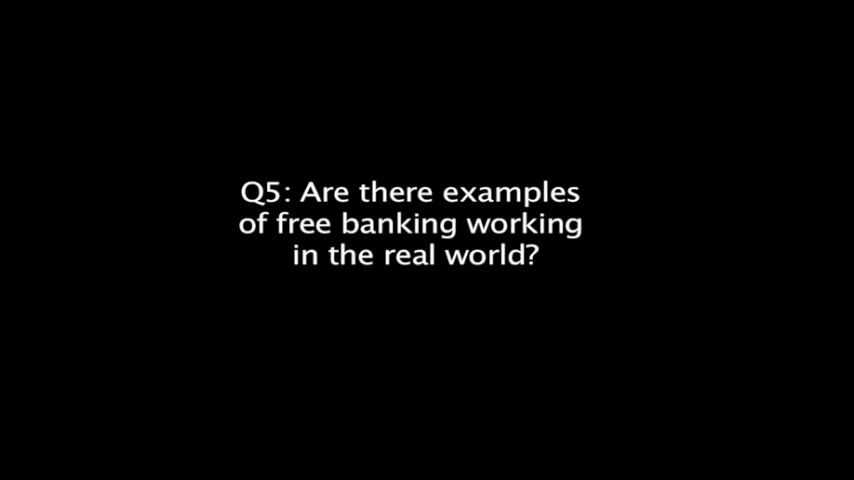 Q5: Are there examples
of free banking working
in the real world?